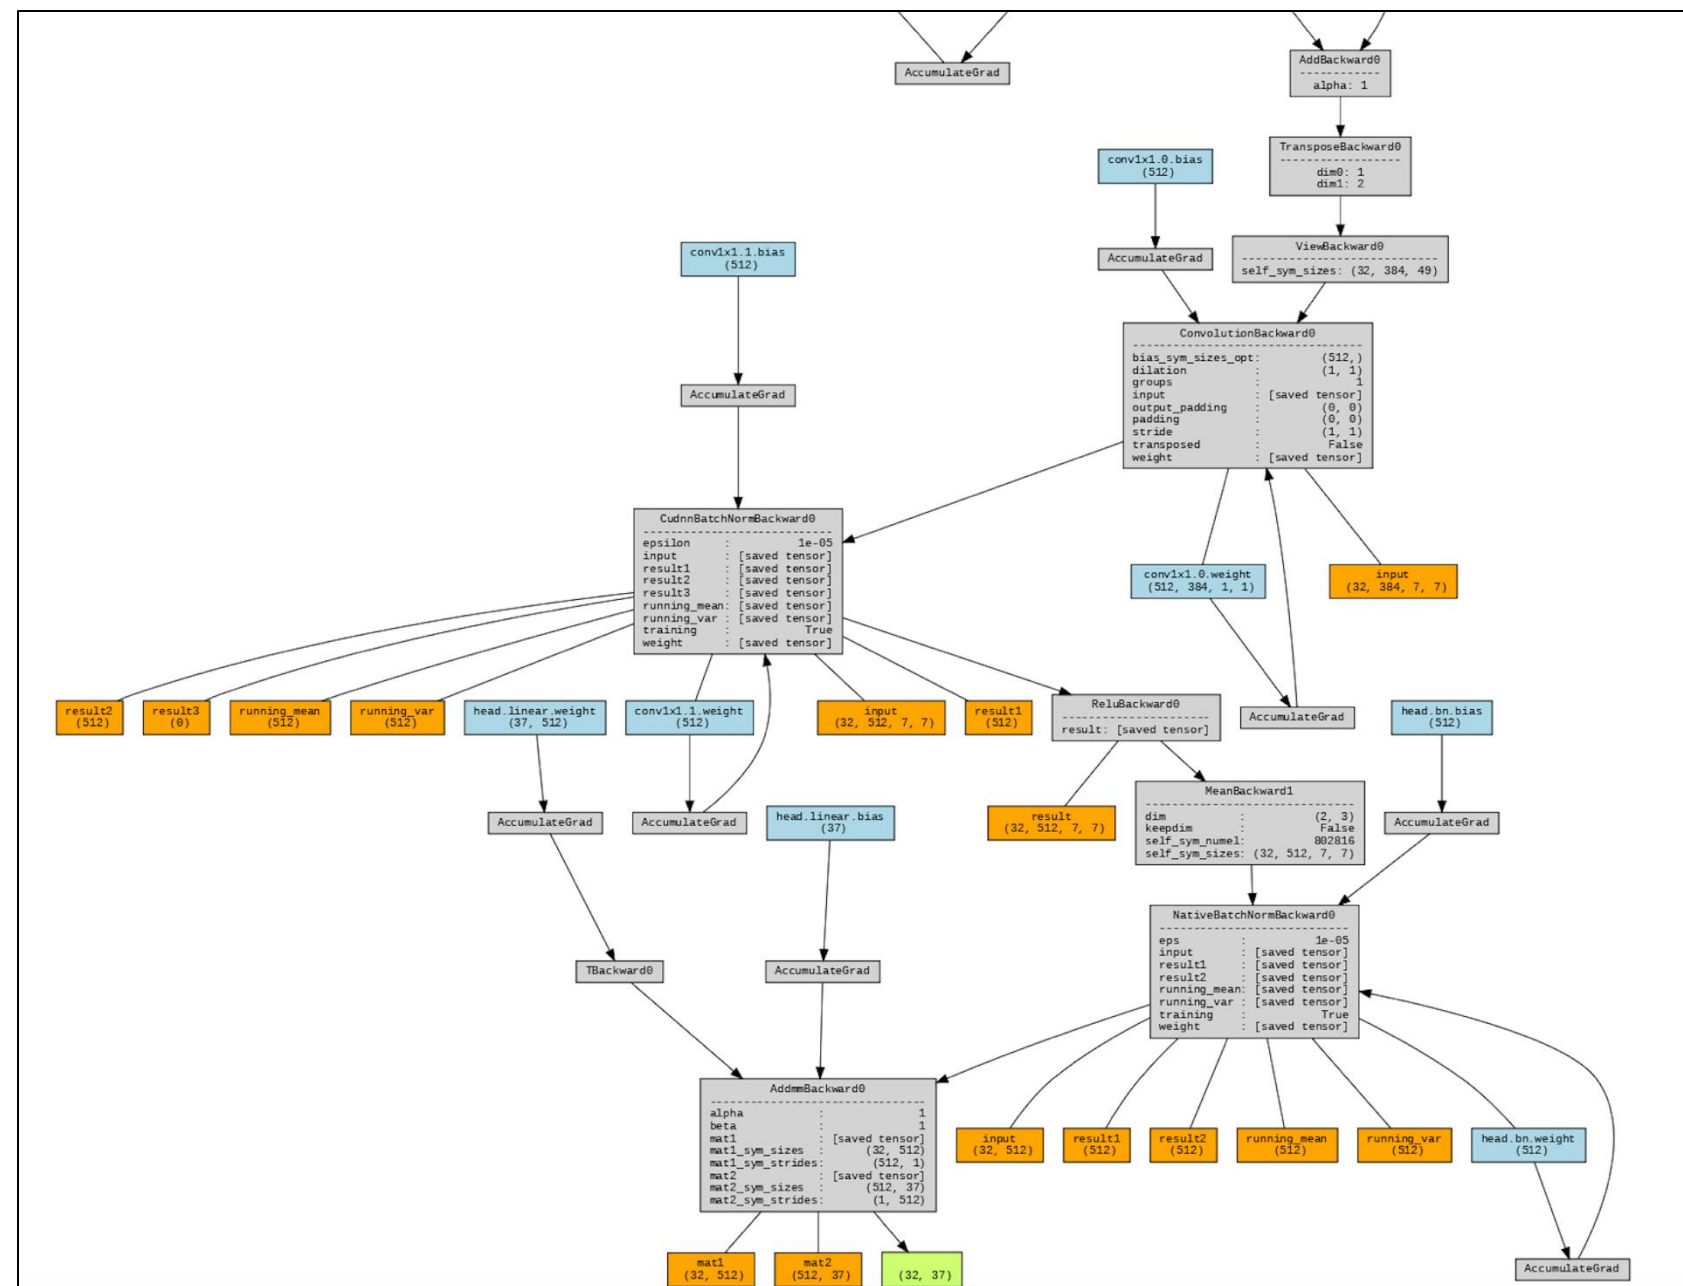 AccumulateGrad
AddBackward0
------------
alpha: 1
TransposeBackward0
------------------
dim0: 1
dim1: 2
conv1x1.0.bias
(512)
AccumulateGrad
ViewBackward0
----------------------------
self_sym_sizes: (32, 384, 49)
conv1x1.1.bias
(512)
AccumulateGrad
ConvolutionBackward0
---------------------------------
bias_sym_sizes_opt: (512,)
dilation : (1, 1)
groups : 1
input : [saved tensor]
output_padding : (0, 0)
padding : (0, 0)
stride : (1, 1)
transposed : False
weight : [saved tensor]
CudnnBatchNormBackward0
----------------------------
epsilon : 1e-05
input : [saved tensor]
result1 : [saved tensor]
result2 : [saved tensor]
result3 : [saved tensor]
running_mean: [saved tensor]
running_var : [saved tensor]
training : True
weight : [saved tensor]
conv1x1.0.weight
(512, 384, 1, 1)
input
(32, 384, 7, 7)
result2
(512)
result3
(0)
running_mean
(512)
running_var
(512)
head.linear.weight
(37, 512)
conv1x1.1.weight
(512)
input
(32, 512, 7, 7)
result1
(512)
ReluBackward0
----------------------
result: [saved tensor]
AccumulateGrad
head.bn.bias
(512)
AccumulateGrad
AccumulateGrad
head.linear.bias
(37)
result
(32, 512, 7, 7)
MeanBackward1
-------------------------------
dim : (2, 3)
keepdim : False
self_sym_numel: 802816
self_sym_sizes: (32, 512, 7, 7)
AccumulateGrad
TBackward0
AccumulateGrad
NativeBatchNormBackward0
----------------------------
eps : 1e-05
input : [saved tensor]
result1 : [saved tensor]
result2 : [saved tensor]
running_mean: [saved tensor]
running_var : [saved tensor]
training : True
weight : [saved tensor]
AddmmBackward0
--------------------------------
alpha : 1
beta : 1
mat1 : [saved tensor]
mat1_sym_sizes : (32, 512)
mat1_sym_strides: (512, 1)
mat2 : [saved tensor]
mat2_sym_sizes : (512, 37)
mat2_sym_strides: (1, 512)
input
(32, 512)
result1
(512)
result2
(512)
running_mean
(512)
running_var
(512)
head.bn.weight
(512)
mat1
(32, 512)
mat2
(512, 37)
(32, 37)
AccumulateGrad